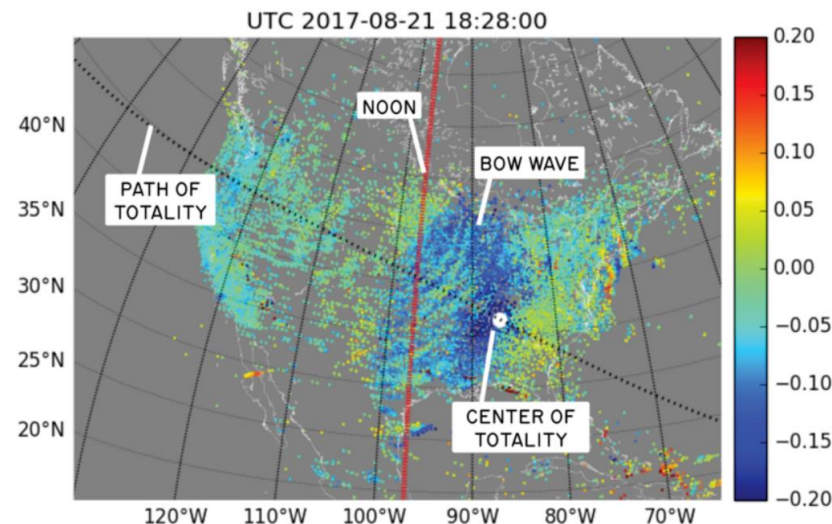 UTC 2017-08-21 18:28:00
NOON
BOW WAVE
PATH OF
TOTALITY
CENTER OF
TOTALITY
40°N
35°N
30°N
25°N
20°N
120°W
110°W
100°W
90°W
80°W
70°W
0.20
0.15
0.10
0.05
0.00
−0.05
−0.10
−0.15
−0.20